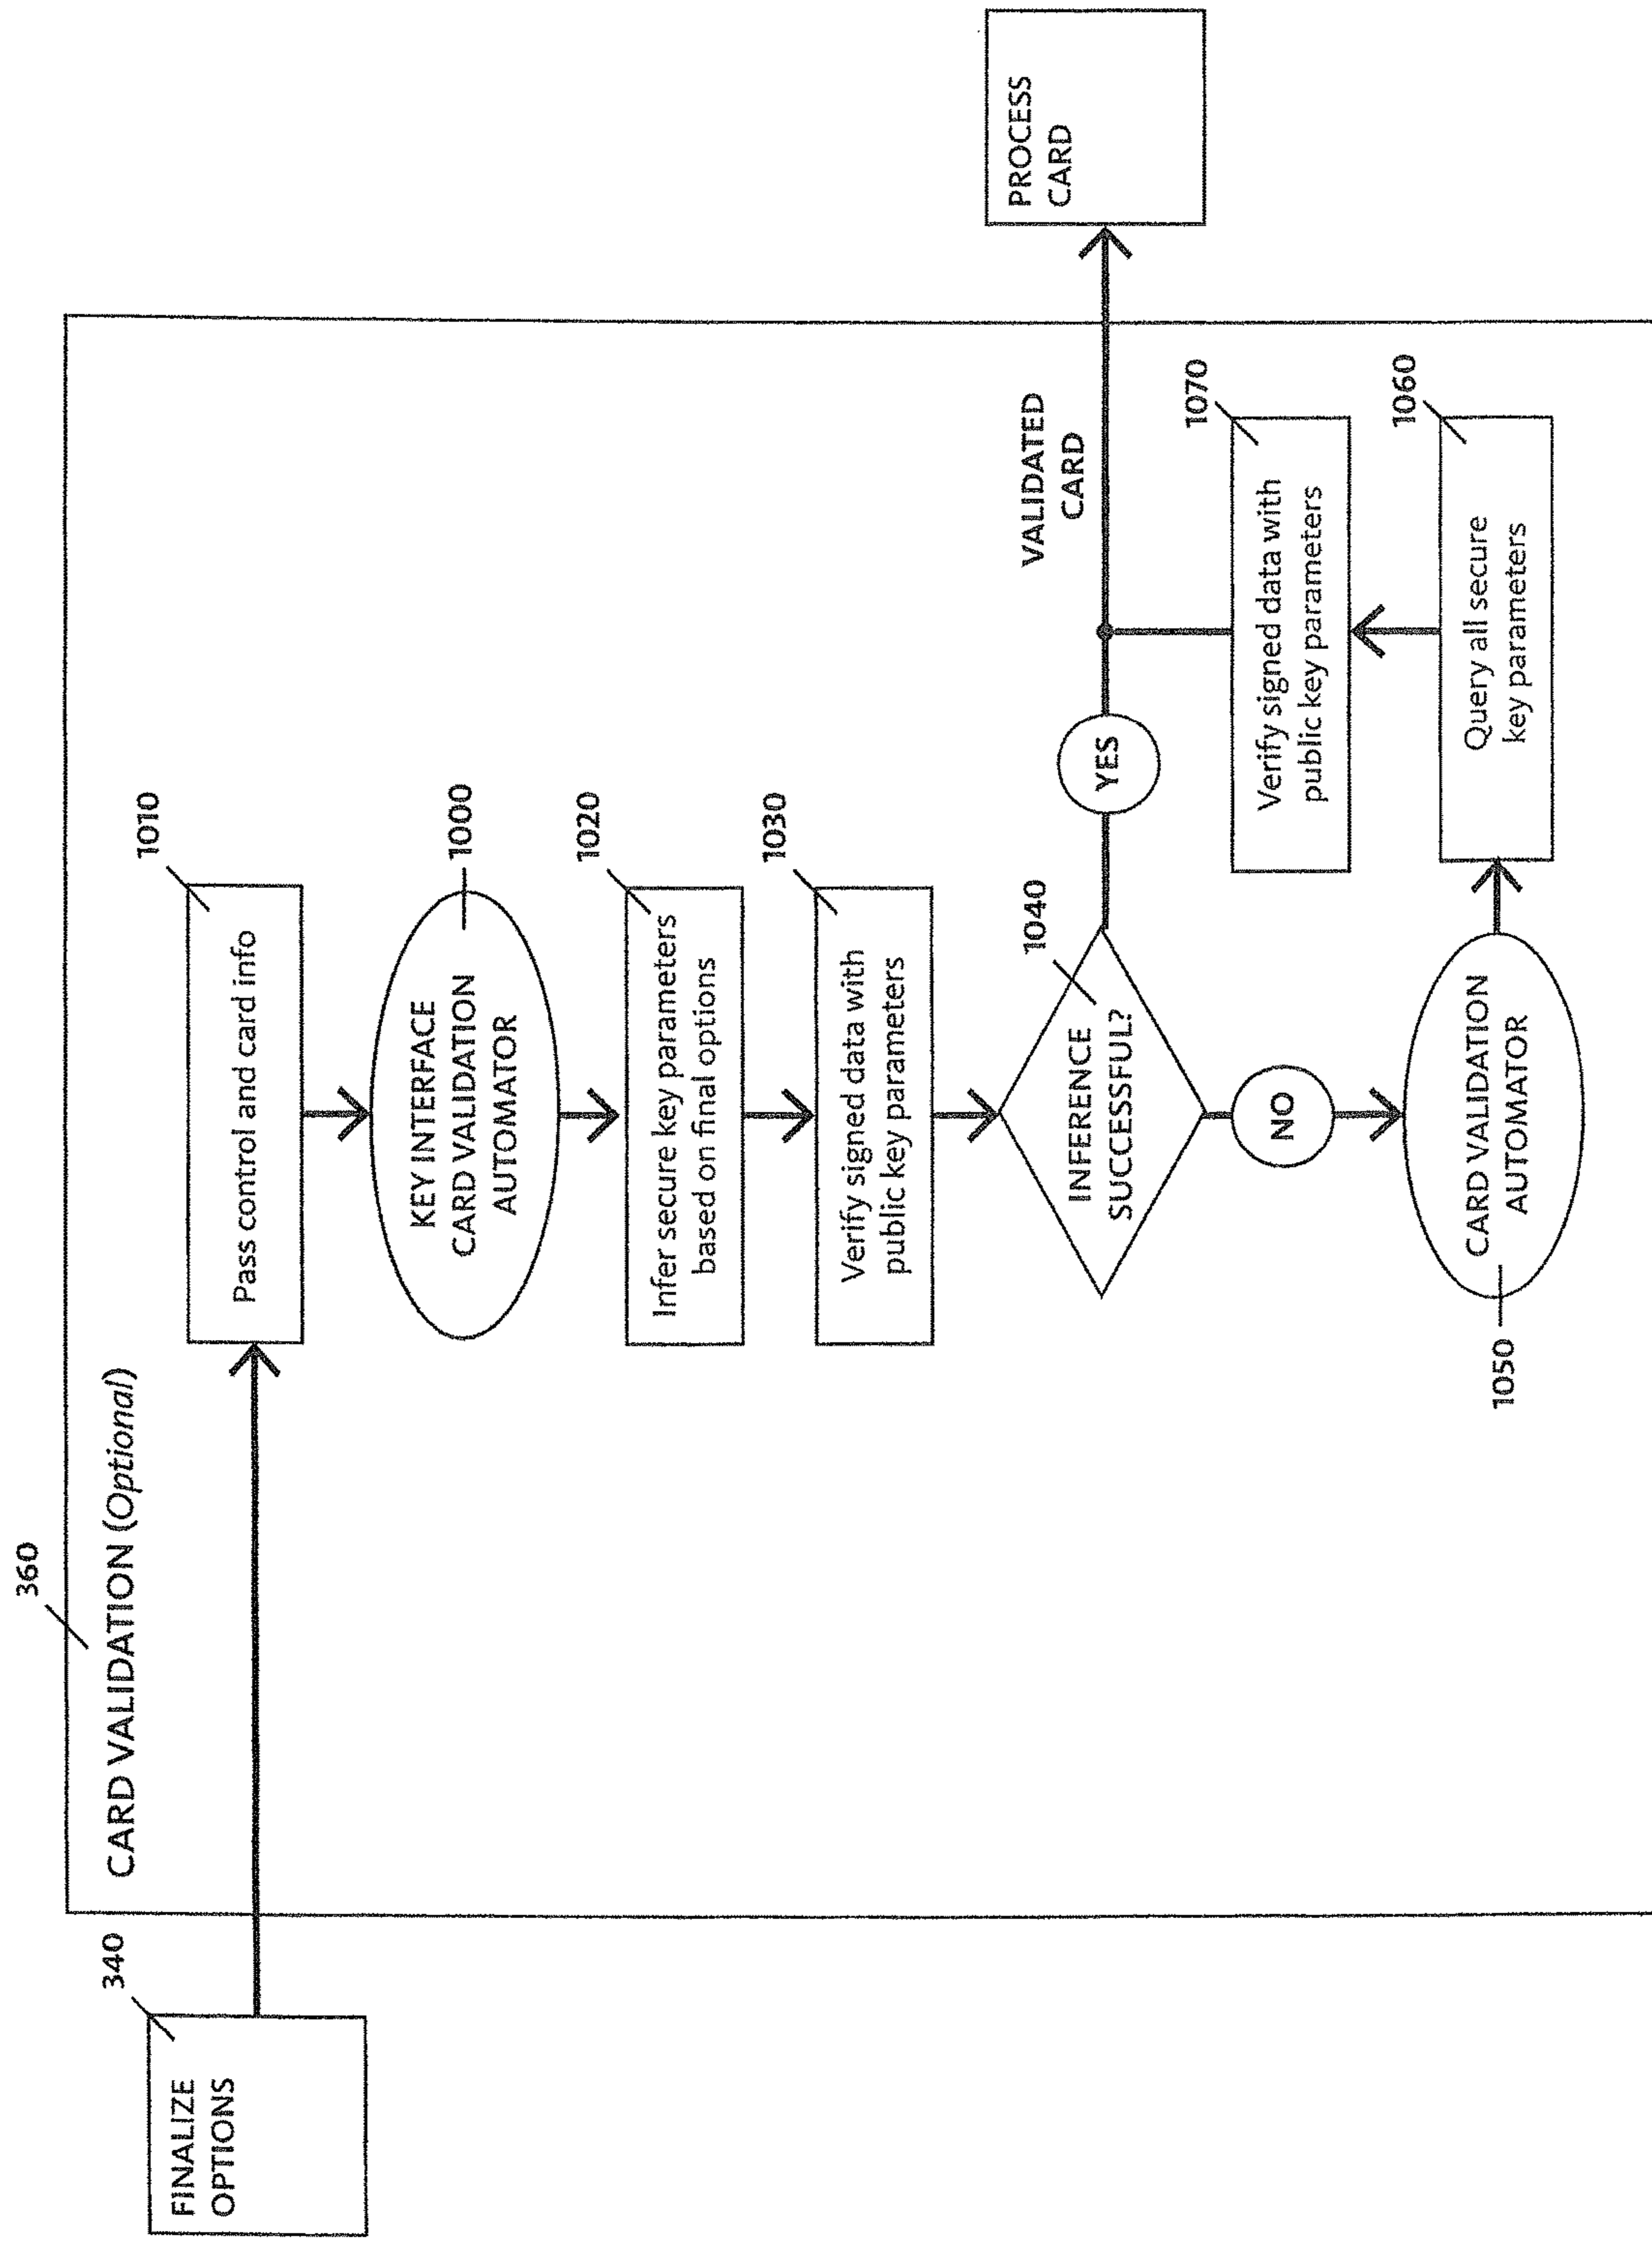 360
CARD VALIDATION (Optional)
340
FINALIZE
OPTIONS
1010
Pass control and card info
1000
KEY INTERFACE
CARD VALIDATION
AUTOMATOR
1020
Infer secure key parameters
based on final options
1030
Verify signed data with
public key parameters
1040
INFERENCE
SUCCESSFUL?
YES
VALIDATED
CARD
PROCESS
CARD
NO
1050
CARD VALIDATION
AUTOMATOR
1060
Query all secure
key parameters
1070
Verify signed data with
public key parameters